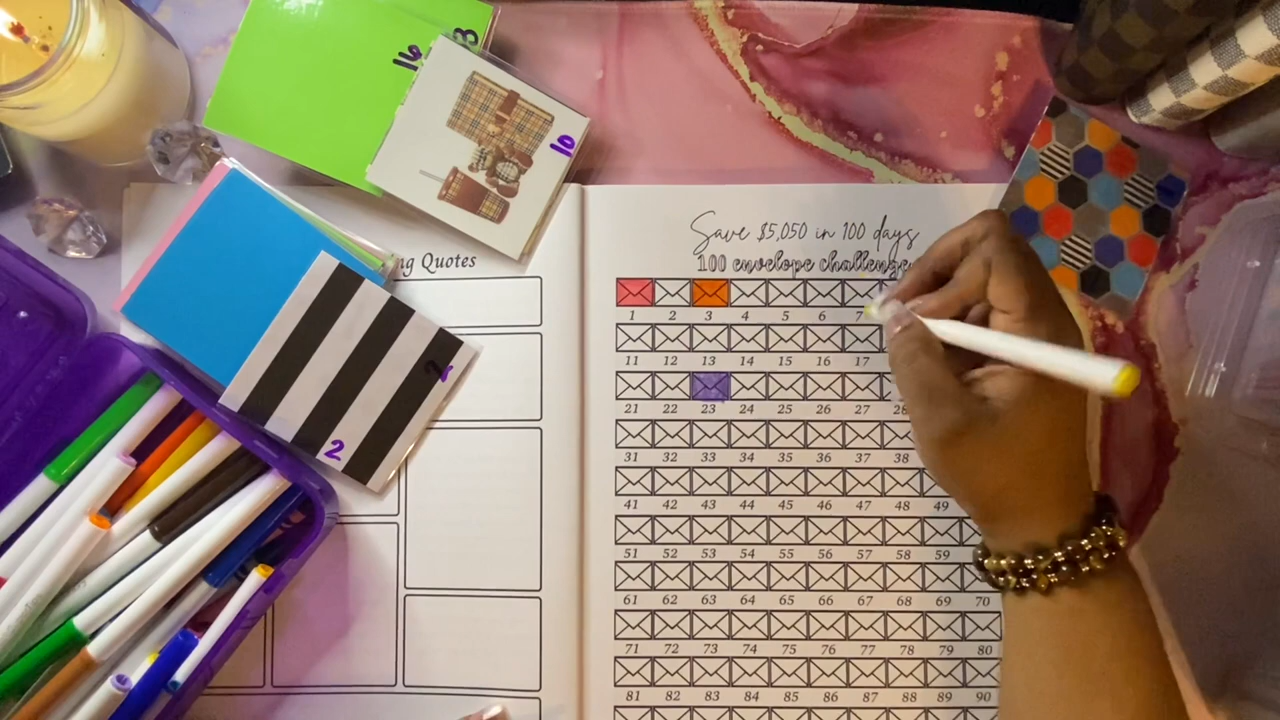 16
10
2
ng Quotes
Save $5,050 in 100 days
100 envelope challenge
1 2 3 4 5 6 7
11 12 13 14 15 16 17
21 22 23 24 25 26 27 28
31 32 33 34 35 36 37 38
41 42 43 44 45 46 47 48 49
51 52 53 54 55 56 57 58 59
61 62 63 64 65 66 67 68 69 70
71 72 73 74 75 76 77 78 79 80
81 82 83 84 85 86 87 88 89 90